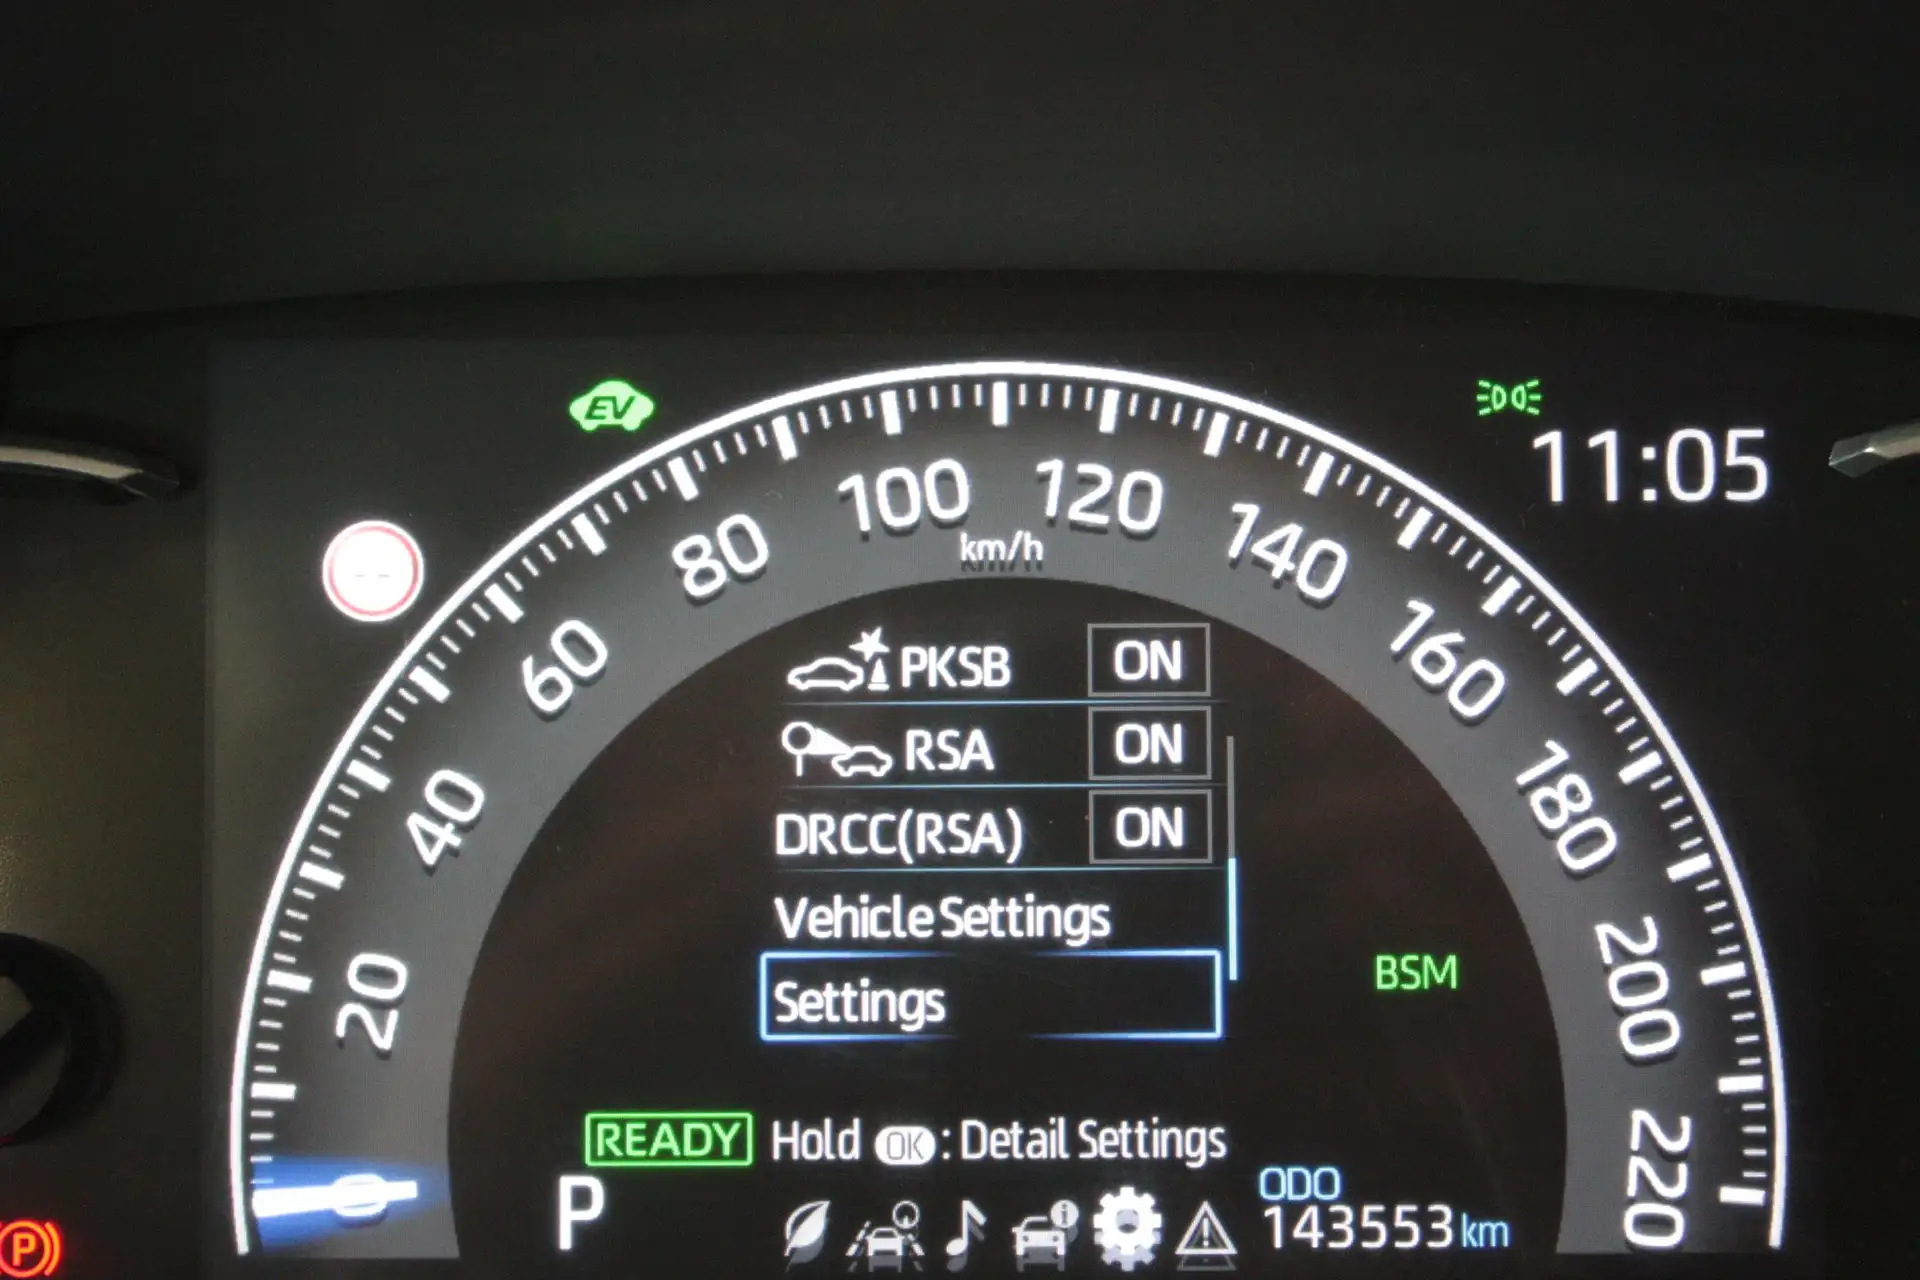 EV
11:05
0
20
40
60
80
100
120
140
160
180
200
220
km/h
PKSB ON
RSA ON
DRCC(RSA) ON
Vehicle Settings
Settings
BSM
READY
Hold OK: Detail Settings
P
i
ODO
143553 km
P